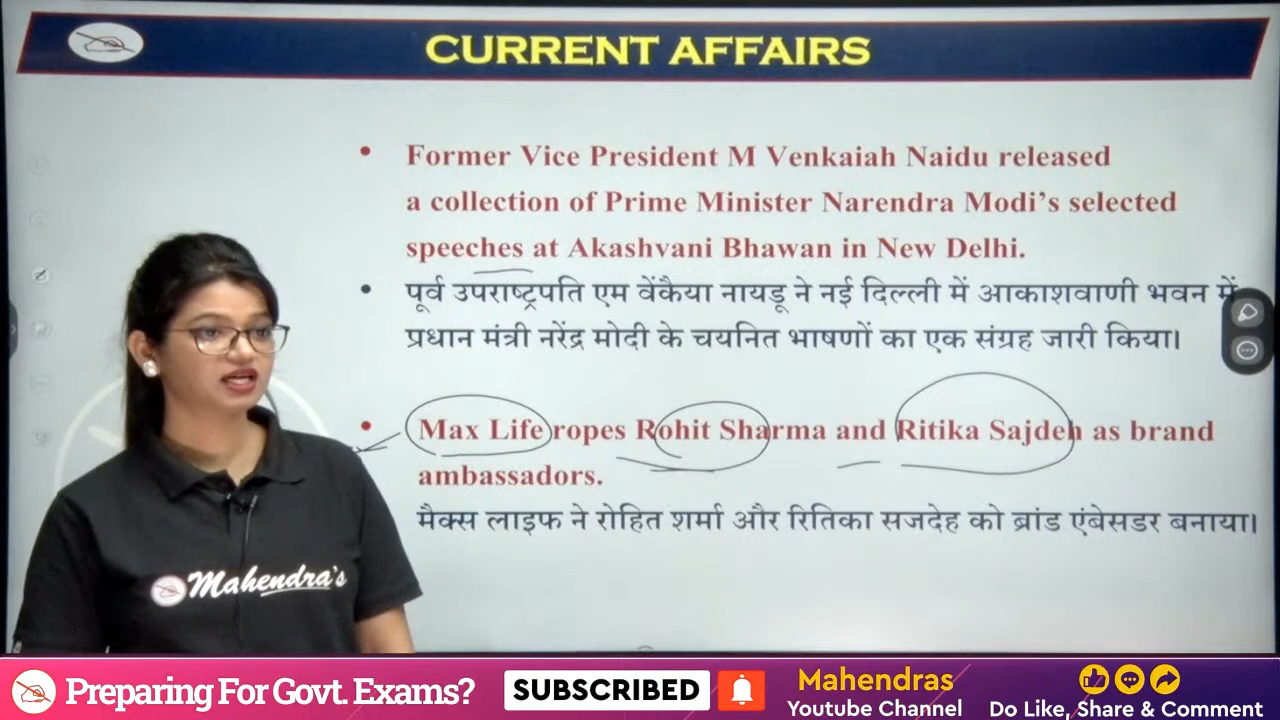 CURRENT AFFAIRS
Former Vice President M Venkaiah Naidu released
a collection of Prime Minister Narendra Modi’s selected
speeches at Akashvani Bhawan in New Delhi.
पूर्व उपराष्ट्रपति एम वेंकैया नायडू ने नई दिल्ली में आकाशवाणी भवन में
प्रधान मंत्री नरेंद्र मोदी के चयनित भाषणों का एक संग्रह जारी किया।
Max Life ropes Rohit Sharma and Ritika Sajdeh as brand
ambassadors.
मैक्स लाइफ ने रोहित शर्मा और रितिका सजदेह को ब्रांड एंबेसडर बनाया।
Mahendra's
Preparing For Govt. Exams?
SUBSCRIBED
Mahendras
Youtube Channel
Do Like, Share & Comment